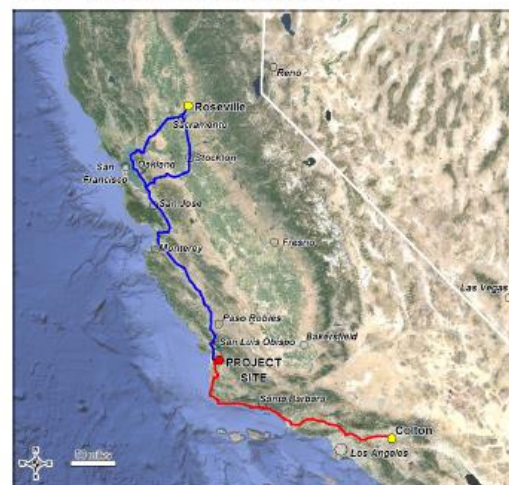 Reno
Roseville
Sacramento
Oakland
Stockton
San
Francisco
San Jose
Monterey
Fresno
Las Vegas
Paso Robles
San Luis Obispo
Bakersfield
PROJECT
SITE
Santa Barbara
Colton
Los Angeles